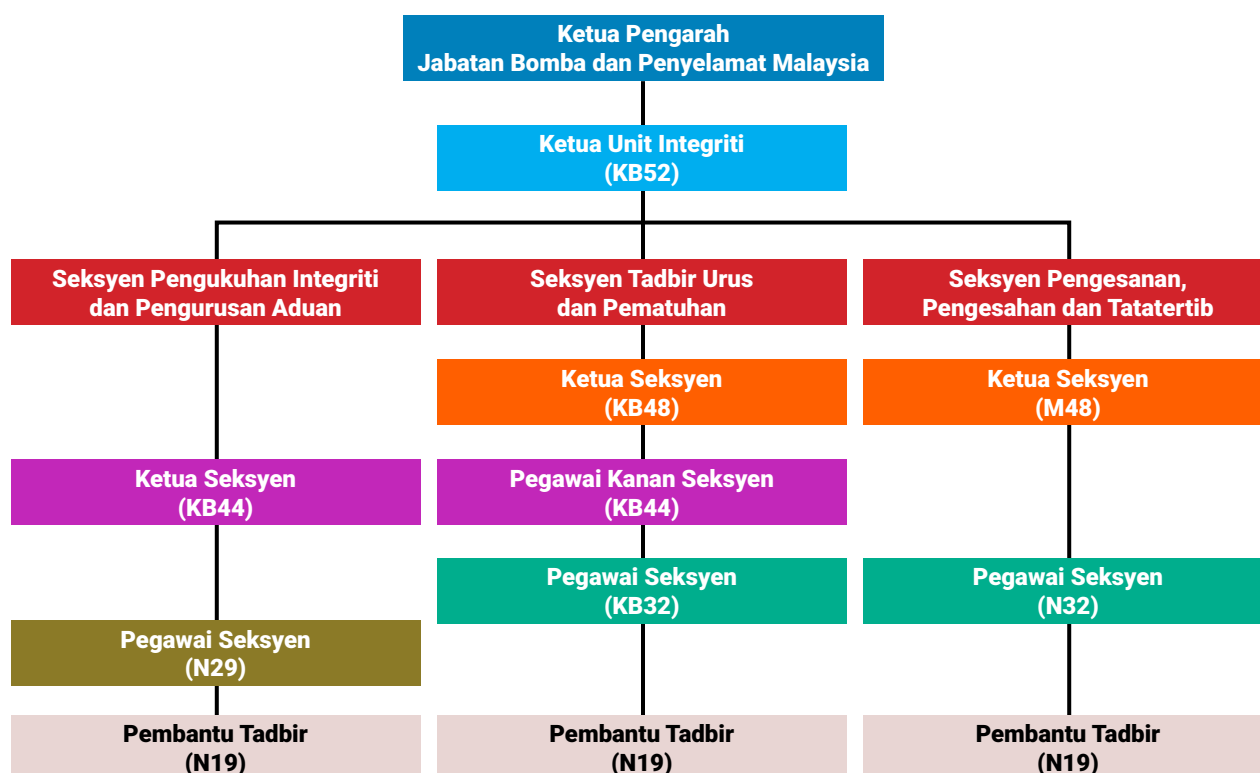 Ketua Pengarah
Jabatan Bomba dan Penyelamat Malaysia
Ketua Unit Integriti
(KB52)
Seksyen Pengukuhan Integriti
dan Pengurusan Aduan
Seksyen Tadbir Urus
dan Pematuhan
Seksyen Pengesanan,
Pengesahan dan Tatatertib
Ketua Seksyen
(KB48)
Ketua Seksyen
(M48)
Ketua Seksyen
(KB44)
Pegawai Kanan Seksyen
(KB44)
Pegawai Seksyen
(KB32)
Pegawai Seksyen
(N32)
Pegawai Seksyen
(N29)
Pembantu Tadbir
(N19)
Pembantu Tadbir
(N19)
Pembantu Tadbir
(N19)